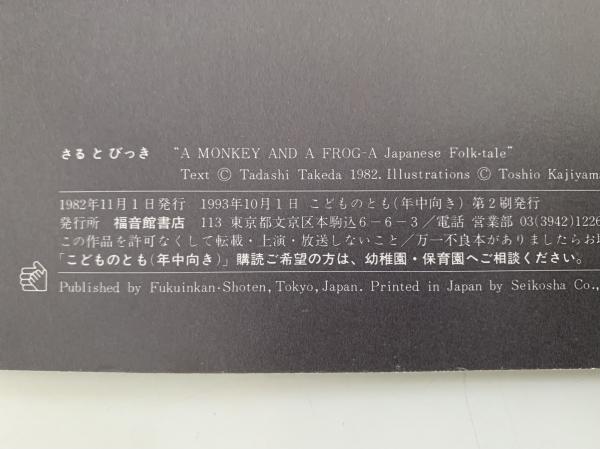 さるとびっき “A MONKEY AND A FROG-A Japanese Folk-tale”
Text © Tadashi Takeda 1982. Illustrations © Toshio Kajiyama
1982年11月1日発行 1993年10月1日 こどものとも(年中向き) 第2刷発行
発行所 福音館書店 113 東京都文京区本駒込6-6-3/電話 営業部 03(3942)1226
この作品を許可なくして転載・上演・放送しないこと/万一不良本がありましたらお取
「こどものとも(年中向き)」購読ご希望の方は、幼稚園・保育園へご相談ください。
Published by Fukuinkan-Shoten, Tokyo, Japan. Printed in Japan by Seikosha Co.,